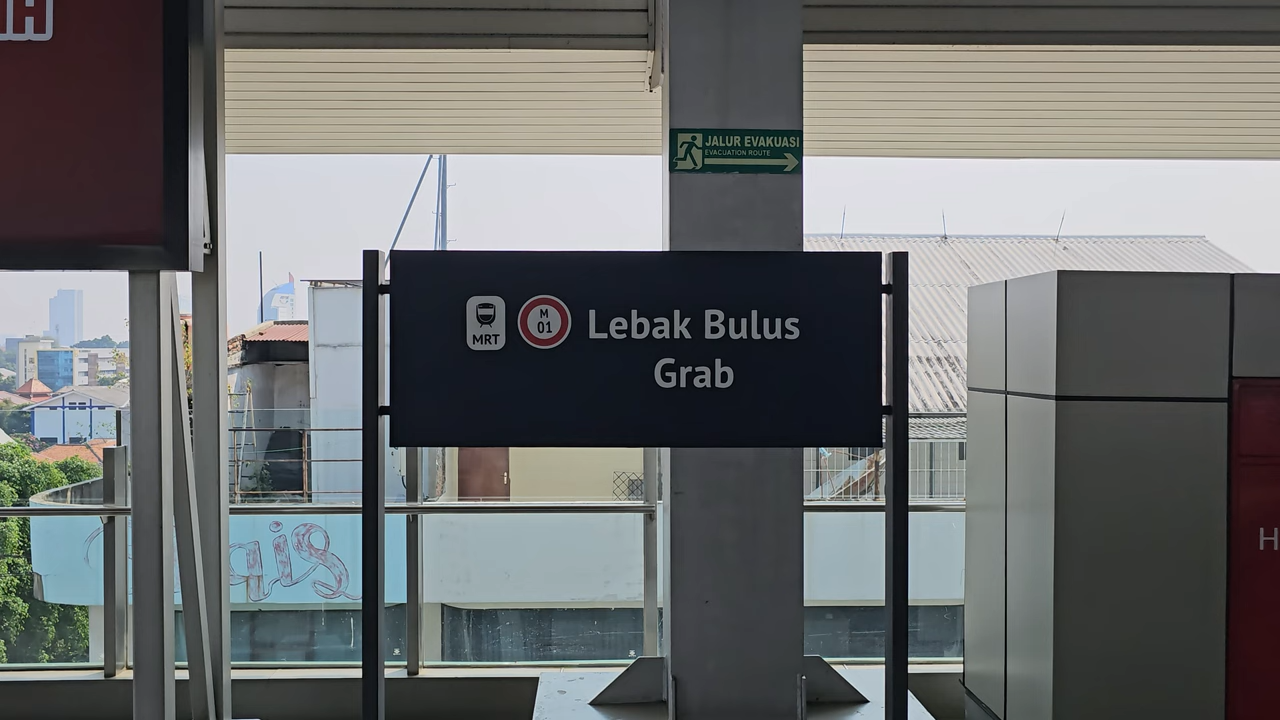 JALUR EVAKUASI
EVACUATION ROUTE
MRT
M
01
Lebak Bulus
Grab